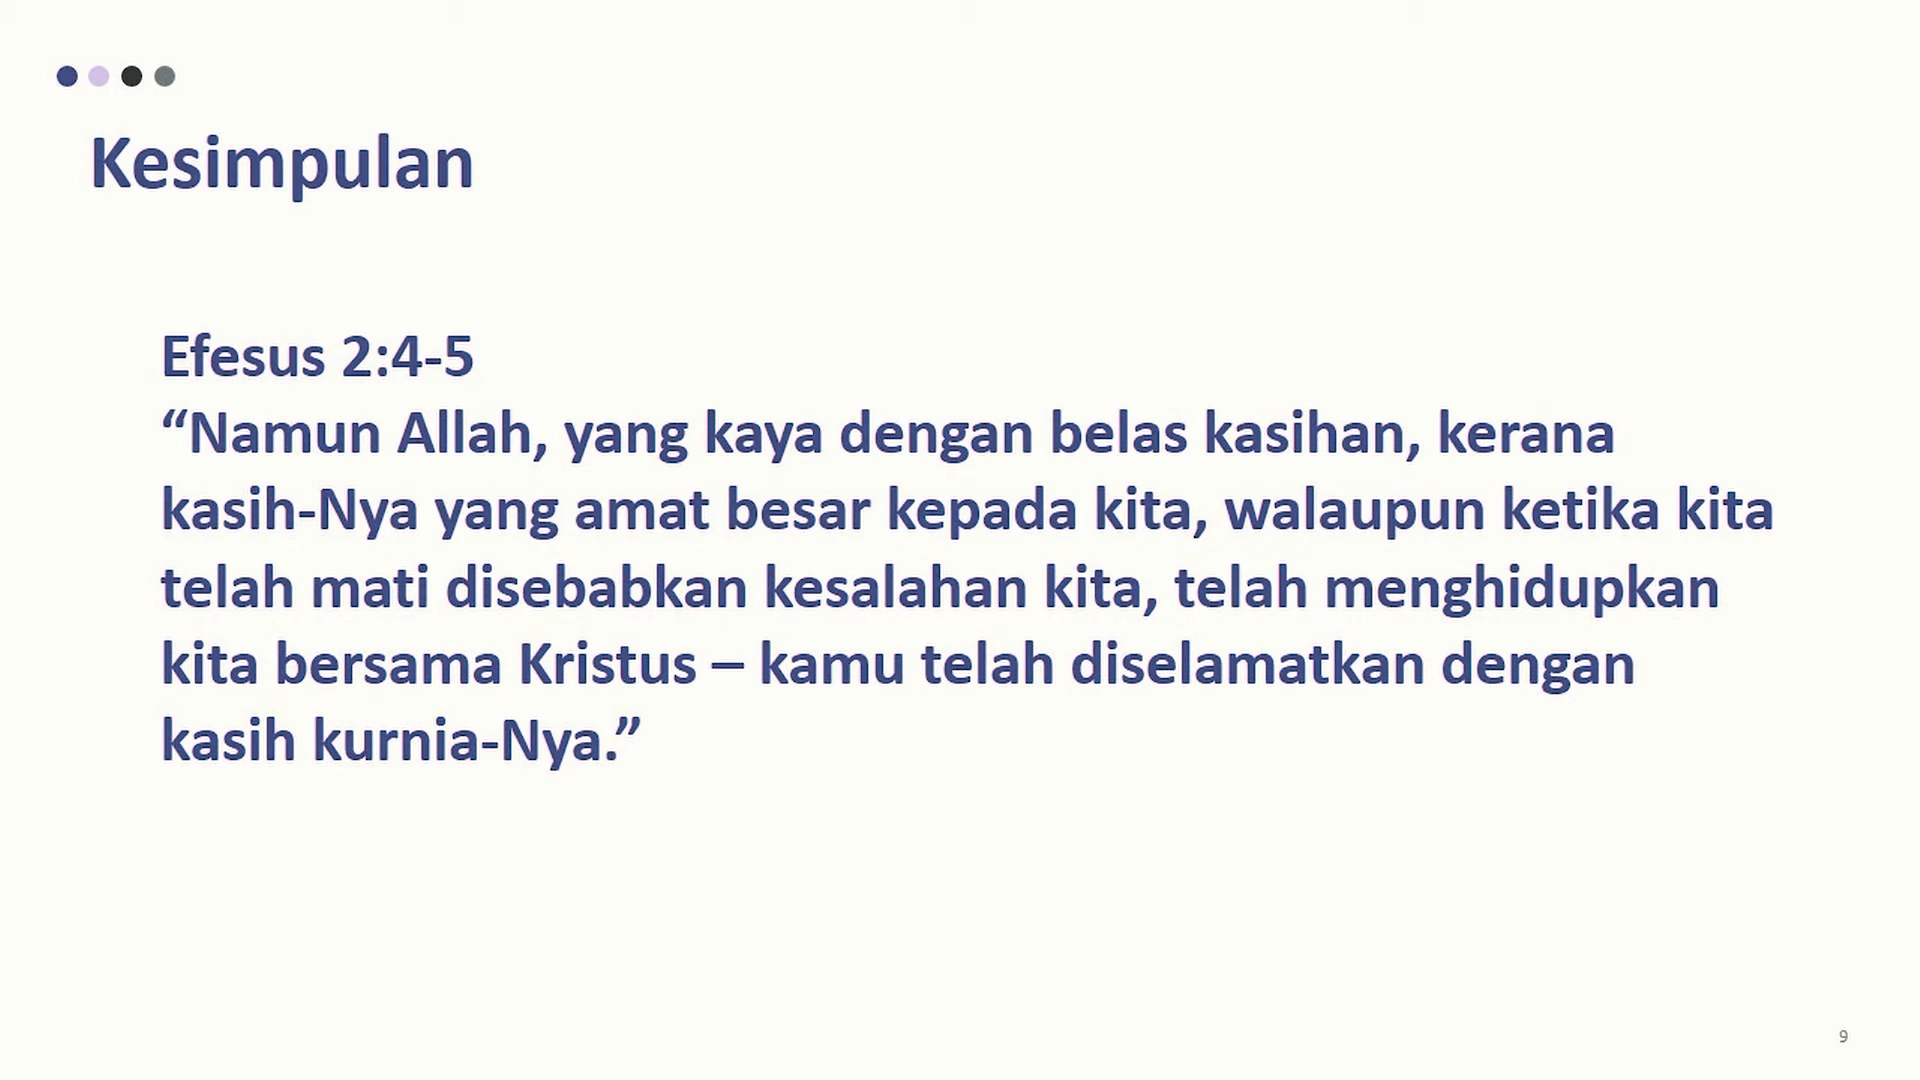 Kesimpulan
Efesus 2:4-5
“Namun Allah, yang kaya dengan belas kasihan, kerana
kasih-Nya yang amat besar kepada kita, walaupun ketika kita
telah mati disebabkan kesalahan kita, telah menghidupkan
kita bersama Kristus – kamu telah diselamatkan dengan
kasih kurnia-Nya.”
9